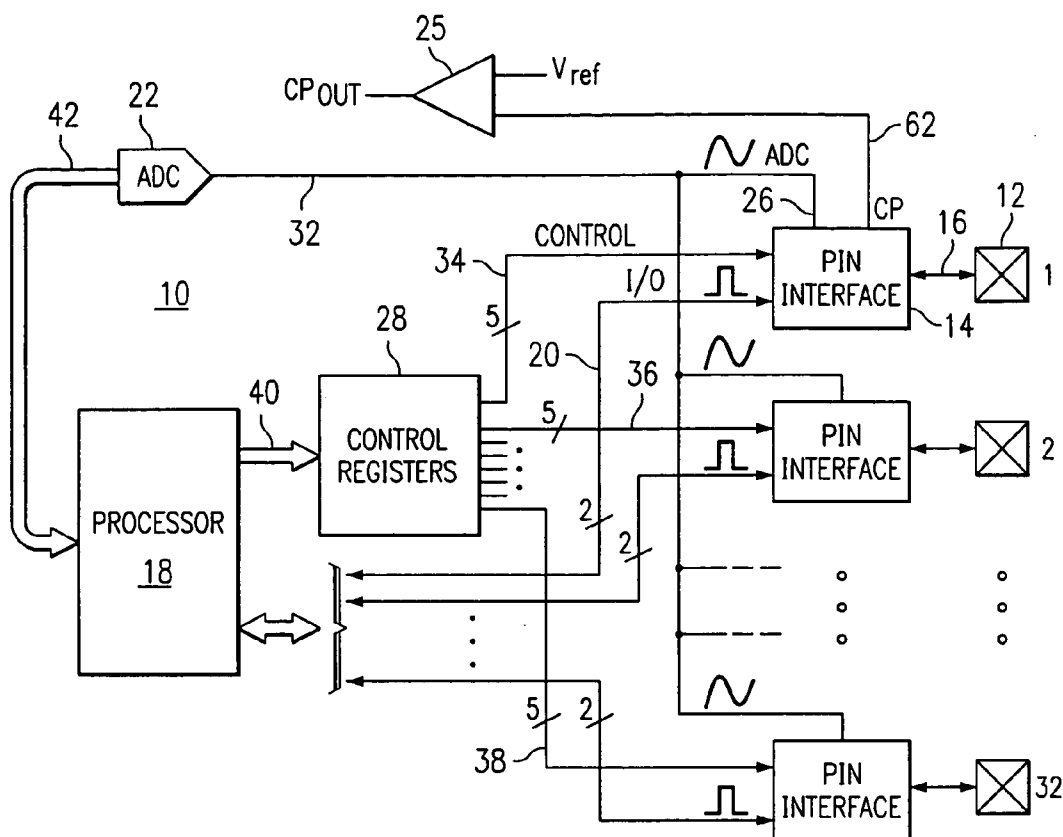 25
CP OUT
V ref
42
22
62
ADC
ADC
32
26
CP
16
12
CONTROL
34
PIN INTERFACE
1
10
I/O
14
5
28
20
36
40
5
CONTROL REGISTERS
PIN INTERFACE
2
PROCESSOR
18
2
2
5
2
38
PIN INTERFACE
32